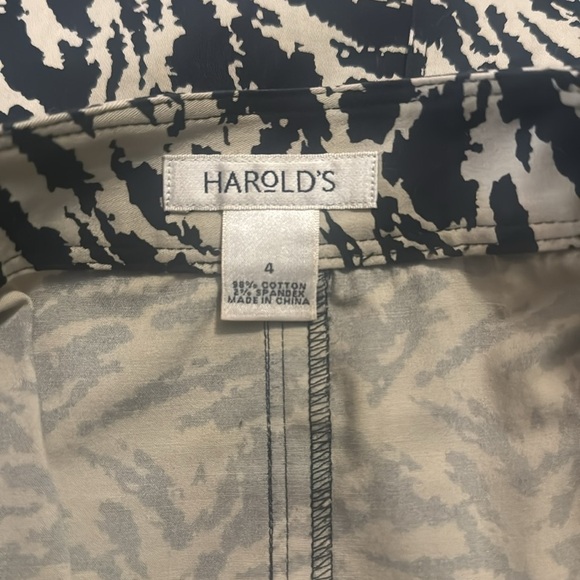 HAROLD'S
4
98% COTTON
2% SPANDEX
MADE IN CHINA